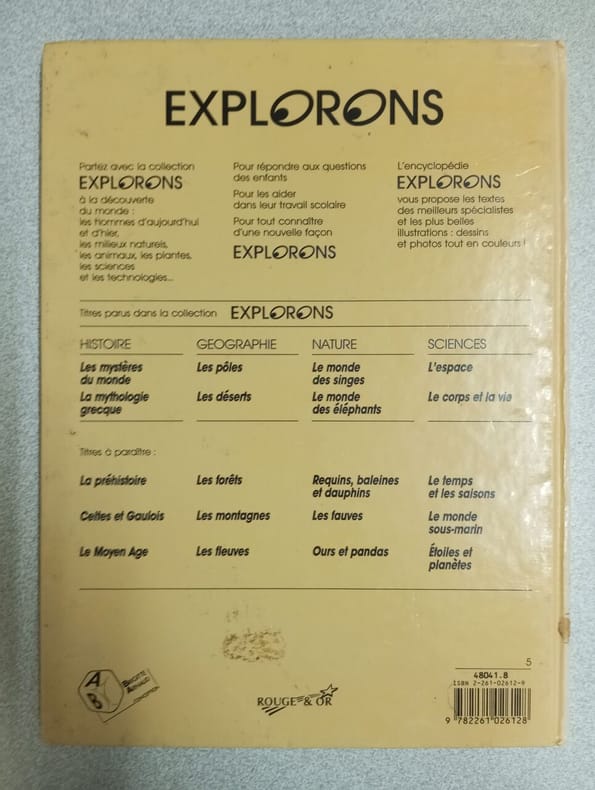 EXPLORONS
Partez avec la collection
EXPLORONS
à la découverte
du monde :
les Hommes d'aujourd'hui
et d'hier,
les milieux naturels,
les animaux, les plantes,
les sciences
et les technologies...
Pour répondre aux questions
des enfants
Pour les aider
dans leur travail scolaire
Pour tout connaître
d'une nouvelle façon
EXPLORONS
L'encyclopédie
EXPLORONS
vous propose les textes
des meilleurs spécialistes
et les plus belles
illustrations : dessins
et photos tout en couleurs !
Titres parus dans la collection EXPLORONS
HISTOIRE
Les mystères
du monde
La mythologie
grecque
GEOGRAPHIE
Les pôles
Les déserts
NATURE
Le monde
des singes
Le monde
des éléphants
SCIENCES
L'espace
Le corps et la vie
Titres à paraître :
La préhistoire
Celtes et Gaulois
Le Moyen Age
Les forêts
Les montagnes
Les fleuves
Requins, baleines
et dauphins
Les fauves
Ours et pandas
Le temps
et les saisons
Le monde
sous-marin
Étoiles et
planètes
A
B
BRIGITTE
ARNAUD
CONCEPTION
ROUGE & OR
5
48041.8
ISBN 2-261-02612-9
9 782261 026128